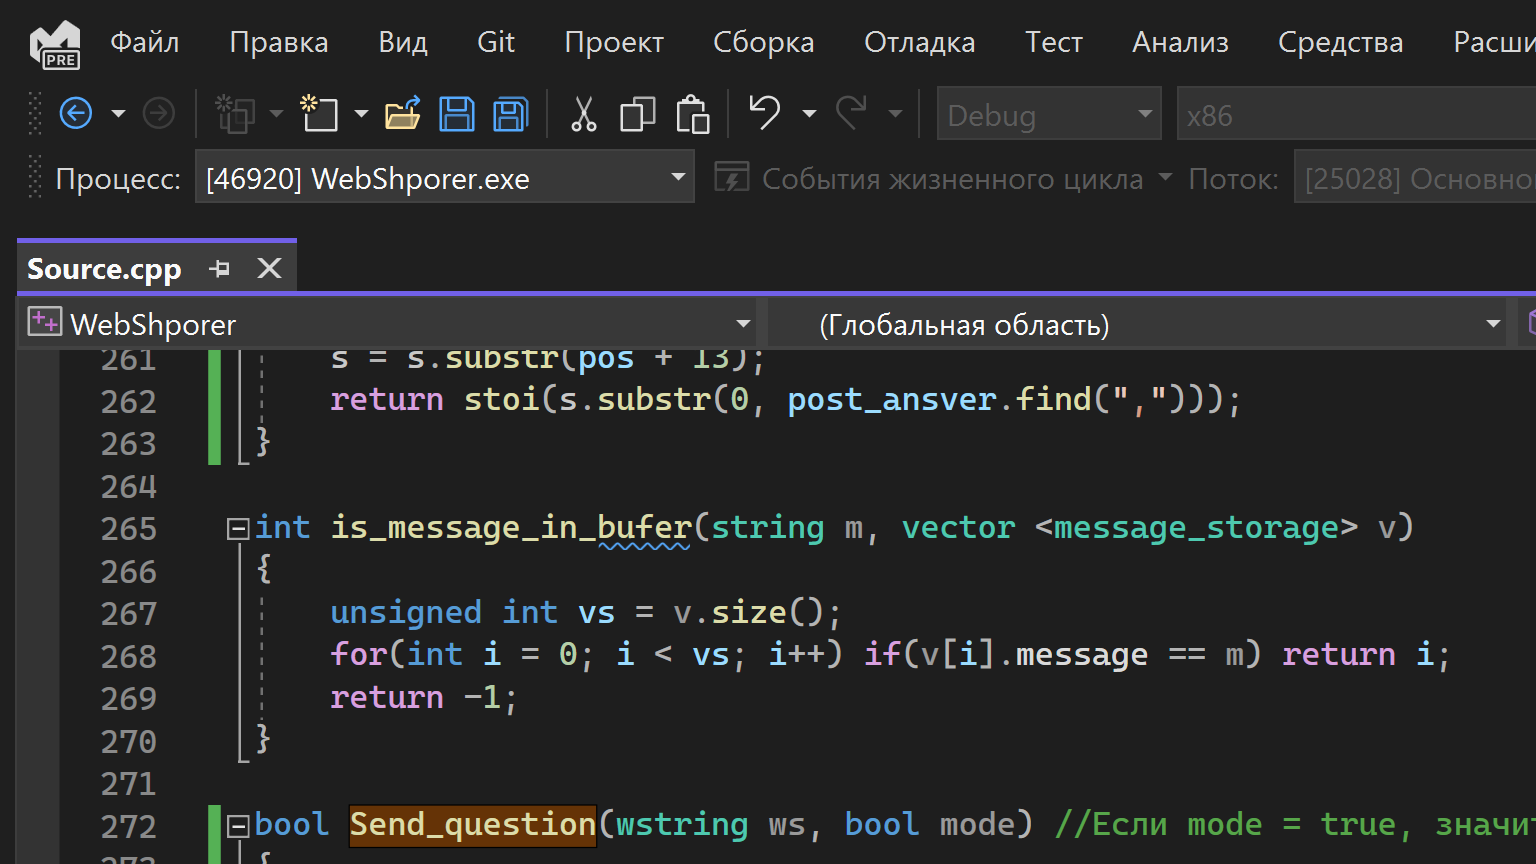 PRE Файл Правка Вид Git Проект Сборка Отладка Тест Анализ Средства Расши
Debug x86
Процесс: [46920] WebShporer.exe События жизненного цикла Поток: [25028] Основно
Source.cpp
WebShporer (Глобальная область)
261 s = s.substr(pos + 13);
262 return stoi(s.substr(0, post_ansver.find(",")));
263 }
264
265 int is_message_in_bufer(string m, vector <message_storage> v)
266 {
267 unsigned int vs = v.size();
268 for(int i = 0; i < vs; i++) if(v[i].message == m) return i;
269 return -1;
270 }
271
272 bool Send_question(wstring ws, bool mode) //Если mode = true, значит
273 {